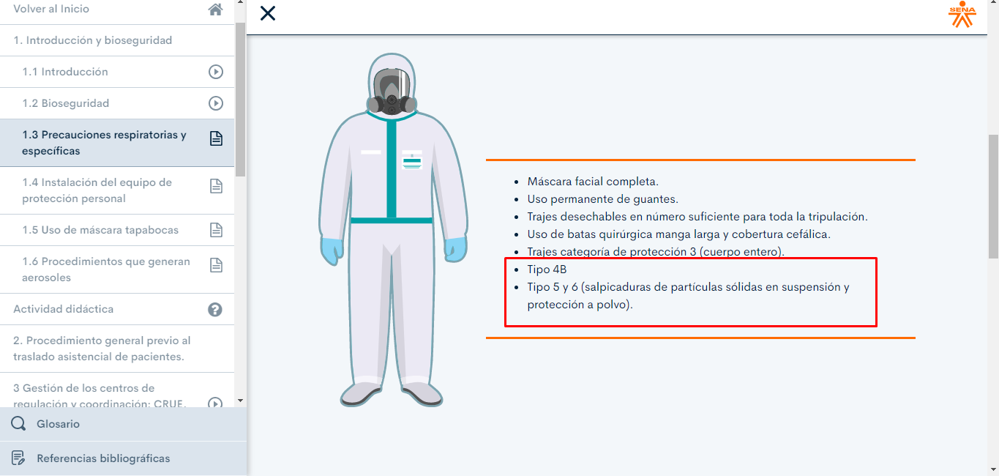 Volver al Inicio
1. Introducción y bioseguridad
1.1 Introducción
1.2 Bioseguridad
1.3 Precauciones respiratorias y
específicas
1.4 Instalación del equipo de
protección personal
1.5 Uso de máscara tapabocas
1.6 Procedimientos que generan
aerosoles
Actividad didáctica
2. Procedimiento general previo al
traslado asistencial de pacientes.
3 Gestión de los centros de
regulación y coordinación: CRUE,
Glosario
Referencias bibliográficas
SENA
• Máscara facial completa.
• Uso permanente de guantes.
• Trajes desechables en número suficiente para toda la tripulación.
• Uso de batas quirúrgica manga larga y cobertura cefálica.
• Trajes categoría de protección 3 (cuerpo entero).
• Tipo 4B
• Tipo 5 y 6 (salpicaduras de partículas sólidas en suspensión y
protección a polvo).